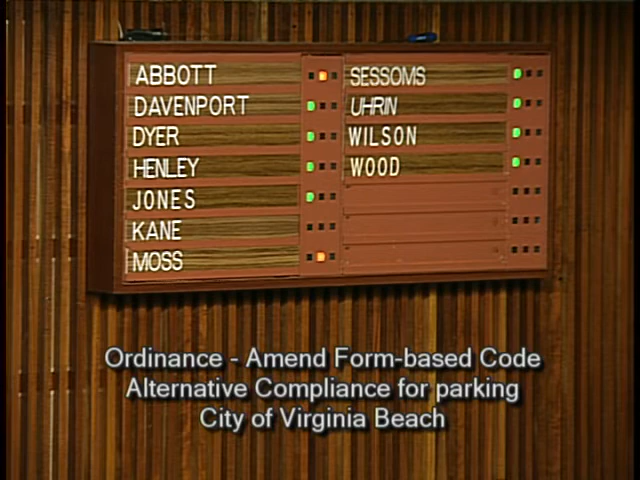 ABBOTT
DAVENPORT
DYER
HENLEY
JONES
KANE
MOSS
SESSOMS
UHRIN
WILSON
WOOD
Ordinance - Amend Form-based Code
Alternative Compliance for parking
City of Virginia Beach